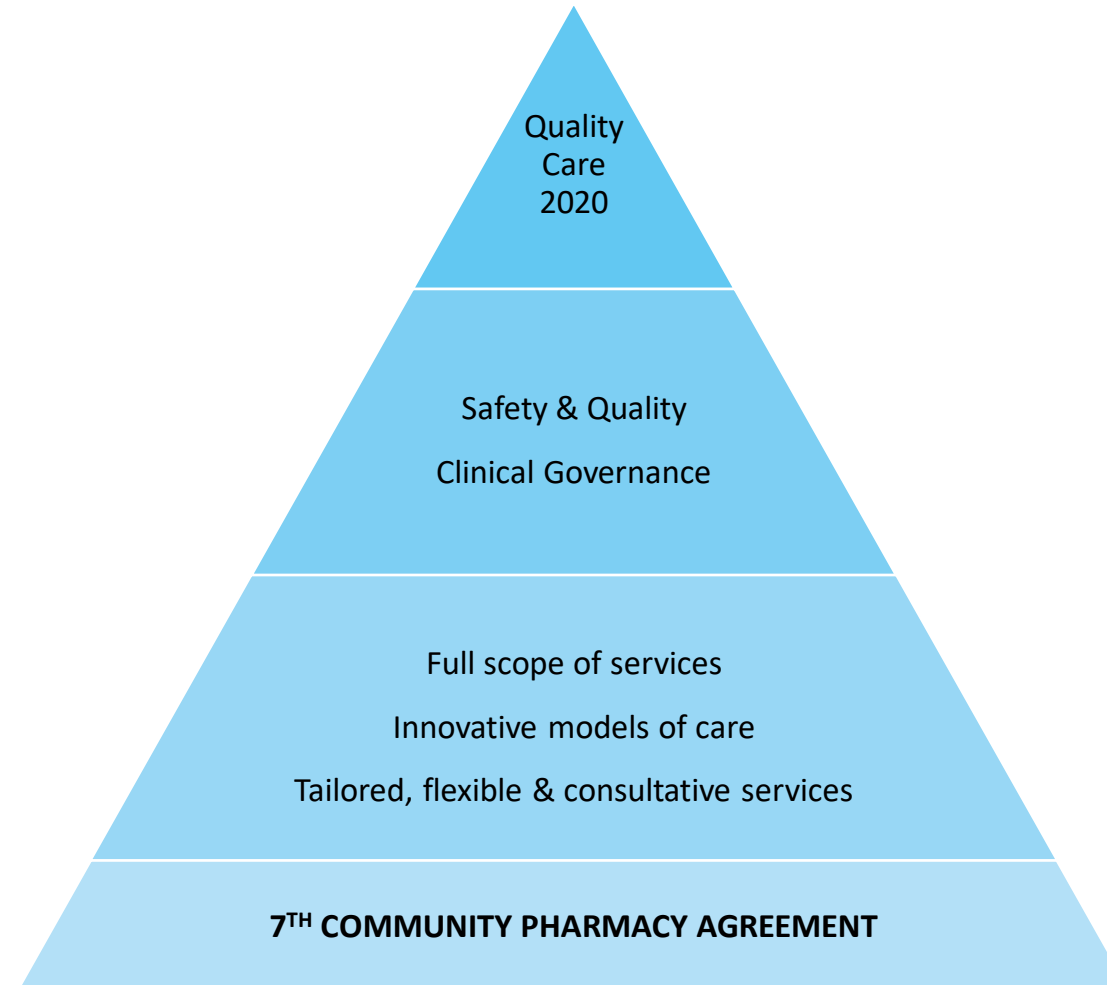 Quality
Care
2020
Safety & Quality
Clinical Governance
Full scope of services
Innovative models of care
Tailored, flexible & consultative services
7TH COMMUNITY PHARMACY AGREEMENT